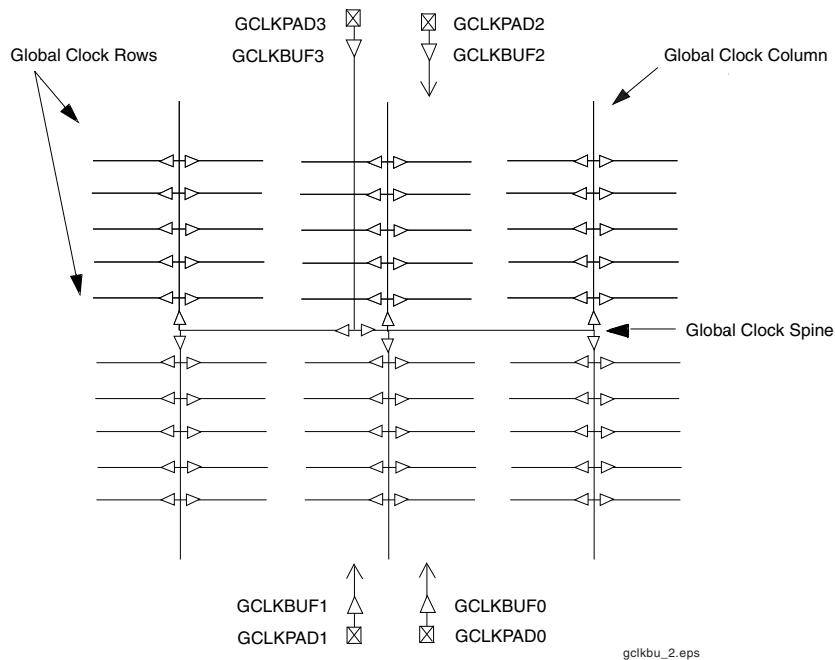 GCLKPAD3
GCLKPAD2
Global Clock Rows
GCLKBUF3
GCLKBUF2
Global Clock Column
Global Clock Spine
GCLKBUF1
GCLKBUF0
GCLKPAD1
GCLKPAD0
gclkbu_2.eps